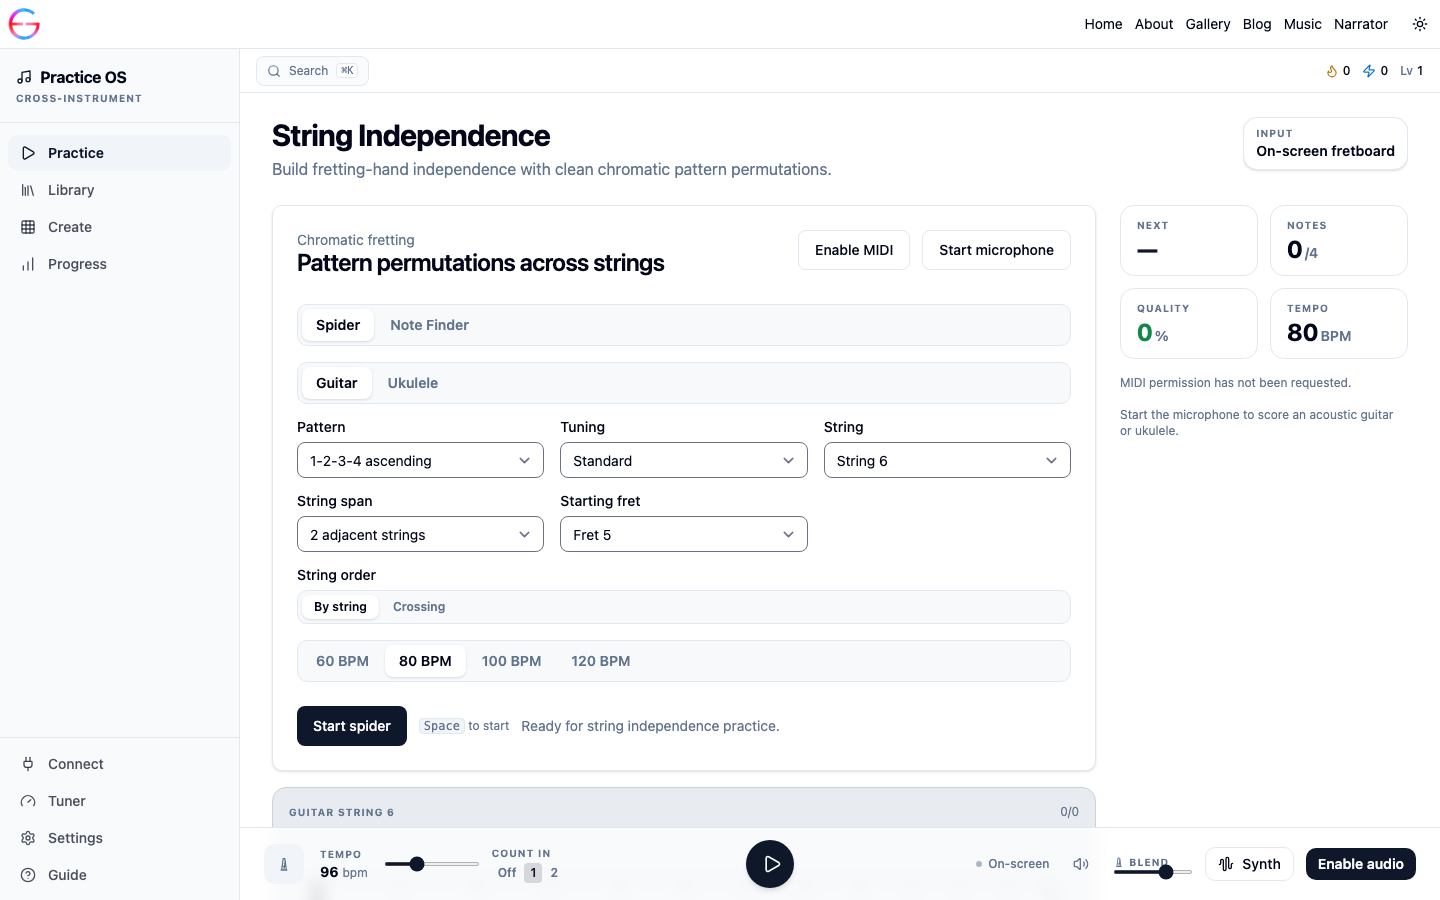 Home About Gallery Blog Music Narrator
Practice OS
CROSS-INSTRUMENT
Practice
Library
Create
Progress
Connect
Tuner
Settings
Guide
Search ⌘K
0 0 Lv 1
String Independence
Build fretting-hand independence with clean chromatic pattern permutations.
INPUT
On-screen fretboard
Chromatic fretting
Pattern permutations across strings
Enable MIDI
Start microphone
Spider Note Finder
Guitar Ukulele
Pattern Tuning String
1-2-3-4 ascending Standard String 6
String span Starting fret
2 adjacent strings Fret 5
String order
By string Crossing
60 BPM 80 BPM 100 BPM 120 BPM
Start spider Space to start Ready for string independence practice.
NEXT
—
NOTES
0/4
QUALITY
0%
TEMPO
80 BPM
MIDI permission has not been requested.
Start the microphone to score an acoustic guitar
or ukulele.
GUITAR STRING 6 0/0
TEMPO
96 bpm
COUNT IN
Off 1 2
On-screen
BLEND
Synth
Enable audio